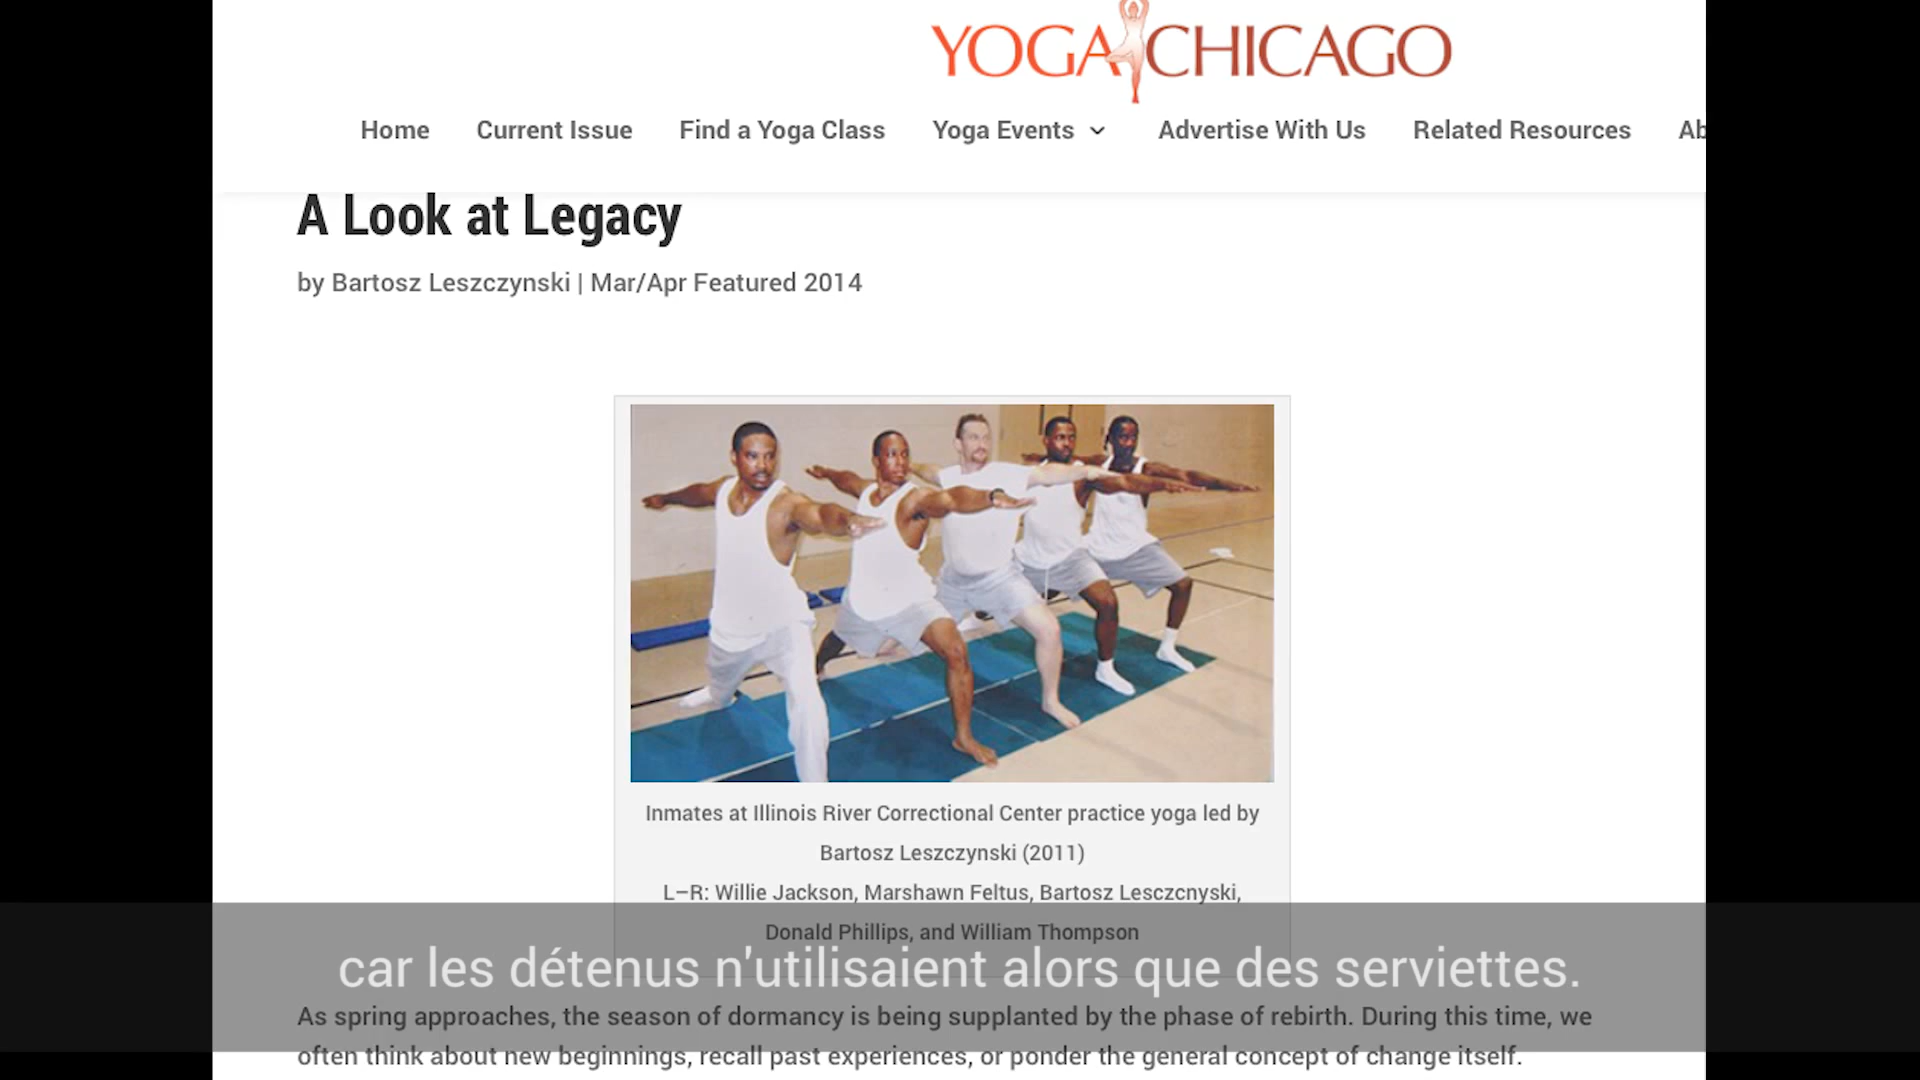 YOGA CHICAGO
Home Current Issue Find a Yoga Class Yoga Events Advertise With Us Related Resources Ab
A Look at Legacy
by Bartosz Leszczynski | Mar/Apr Featured 2014
Inmates at Illinois River Correctional Center practice yoga led by
Bartosz Leszczynski (2011)
L–R: Willie Jackson, Marshawn Feltus, Bartosz Lesczcnyski,
Donald Phillips, and William Thompson
car les détenus n'utilisaient alors que des serviettes.
As spring approaches, the season of dormancy is being supplanted by the phase of rebirth. During this time, we
often think about new beginnings, recall past experiences, or ponder the general concept of change itself.